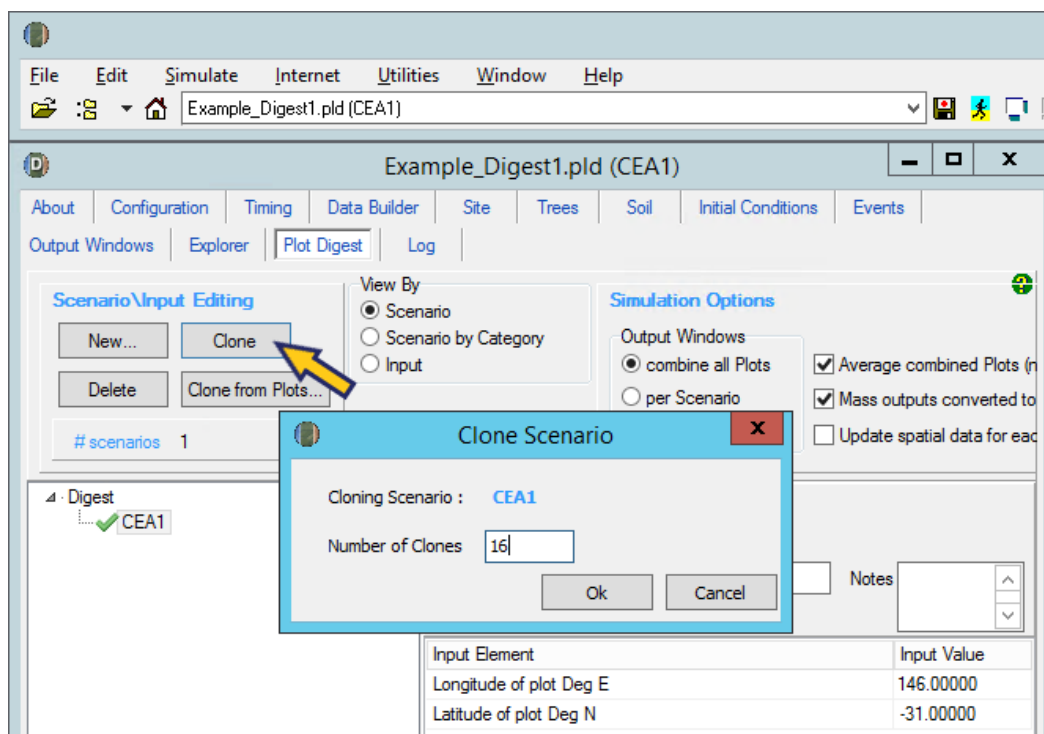 File Edit Simulate Internet Utilities Window Help
Example_Digest1.pld (CEA1)
Example_Digest1.pld (CEA1)
About Configuration Timing Data Builder Site Trees Soil Initial Conditions Events
Output Windows Explorer Plot Digest Log
Scenario\Input Editing
New... Clone
Delete Clone from Plots...
# scenarios 1
View By
Scenario
Scenario by Category
Input
Simulation Options
Output Windows
combine all Plots
per Scenario
Average combined Plots (n
Mass outputs converted to
Update spatial data for eac
Digest
CEA1
Clone Scenario
x
Cloning Scenario : CEA1
Number of Clones 16
Ok Cancel
Notes
Input Element Input Value
Longitude of plot Deg E 146.00000
Latitude of plot Deg N -31.00000